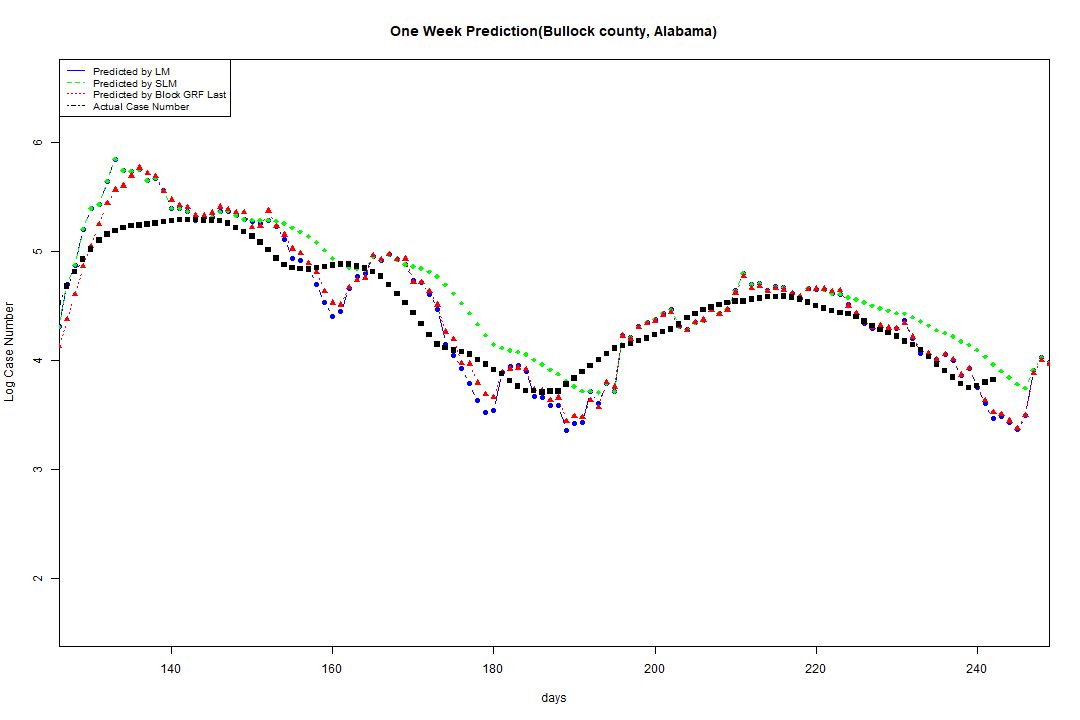 One Week Prediction(Bullock county, Alabama)
Predicted by LM
Predicted by SLM
Predicted by Block GRF Last
Actual Case Number
6
5
4
3
2
Log Case Number
140 160 180 200 220 240
days